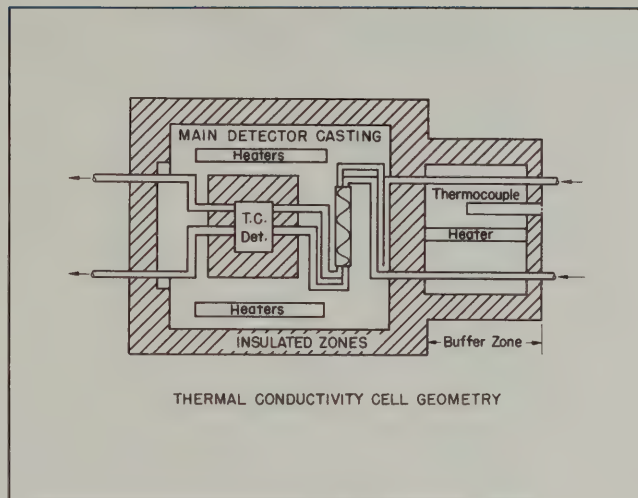 MAIN DETECTOR CASTING
Heaters
T.C.
Det.
Thermocouple
Heater
Heaters
INSULATED ZONES
Buffer Zone
THERMAL CONDUCTIVITY CELL GEOMETRY